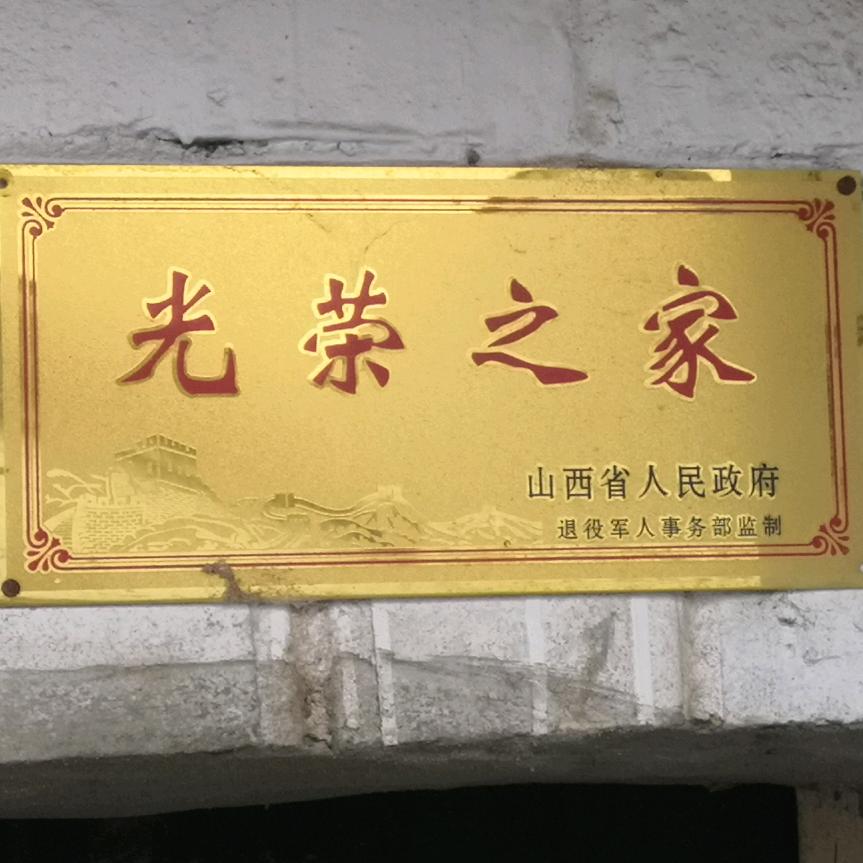 光荣之家
山西省人民政府
退役军人事务部监制